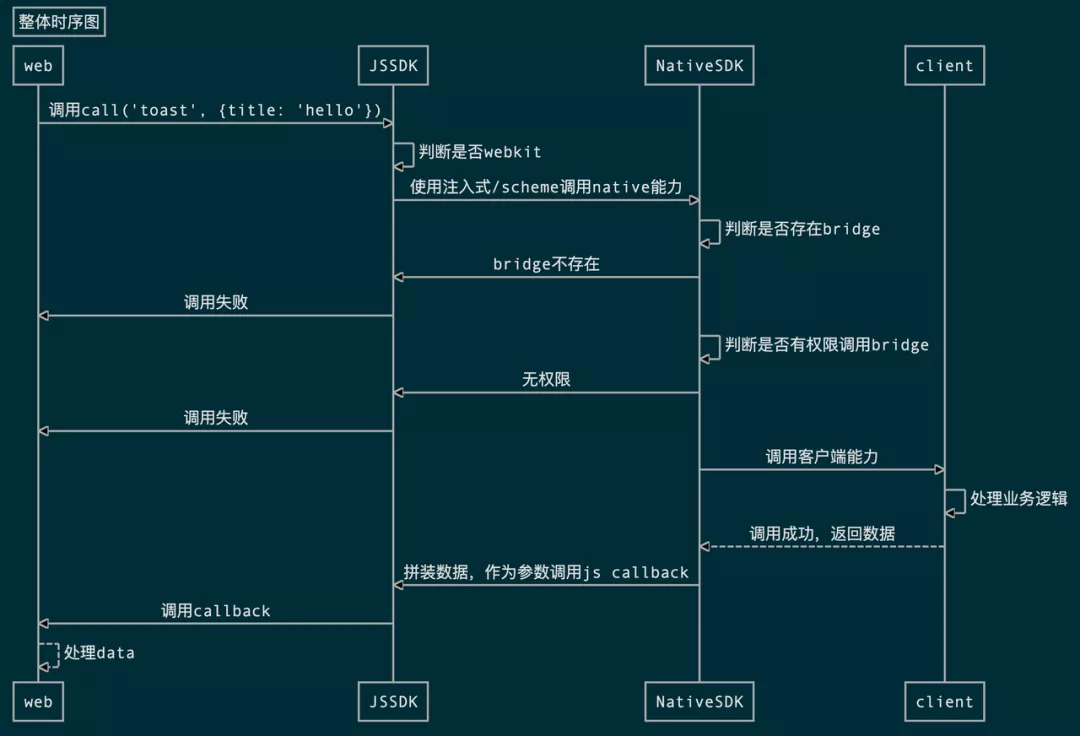 整体时序图
web
JSSDK
NativeSDK
client
调用call('toast', {title: 'hello'})
判断是否webkit
使用注入式/scheme调用native能力
判断是否存在bridge
bridge不存在
调用失败
判断是否有权限调用bridge
无权限
调用失败
调用客户端能力
处理业务逻辑
调用成功, 返回数据
拼装数据, 作为参数调用js callback
调用callback
处理data
web
JSSDK
NativeSDK
client